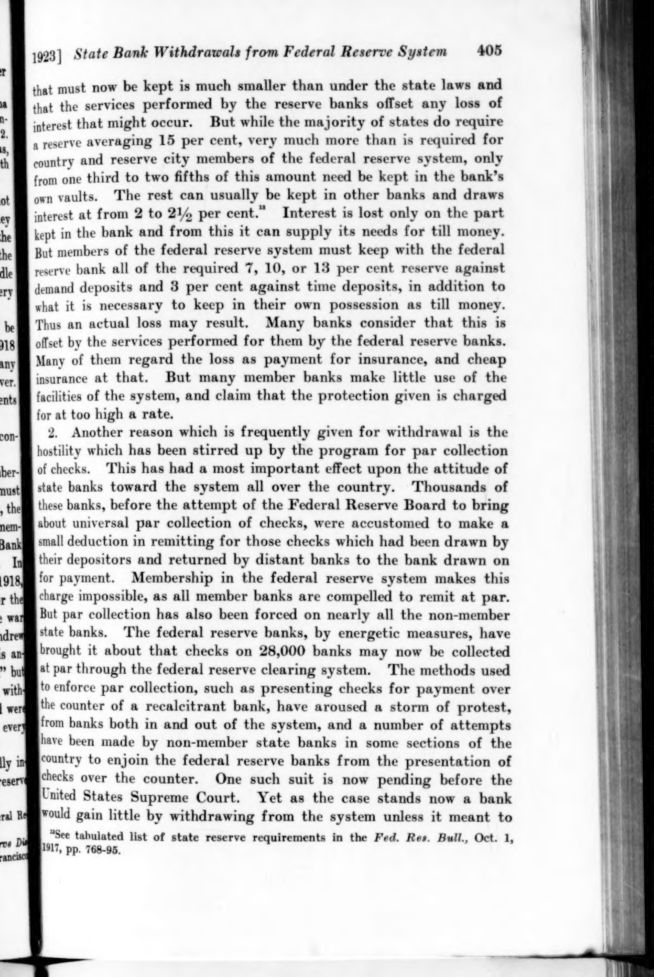 1923] State Bank Withdrawals from Federal Reserve System 405
that must now be kept is much smaller than under the state laws and
that the services performed by the reserve banks offset any loss of
interest that might occur. But while the majority of states do require
a reserve averaging 15 per cent, very much more than is required for
country and reserve city members of the federal reserve system, only
from one third to two fifths of this amount need be kept in the bank's
own vaults. The rest can usually be kept in other banks and draws
interest at from 2 to 2½ per cent. Interest is lost only on the part
kept in the bank and from this it can supply its needs for till money.
But members of the federal reserve system must keep with the federal
reserve bank all of the required 7, 10, or 13 per cent reserve against
demand deposits and 3 per cent against time deposits, in addition to
what it is necessary to keep in their own possession as till money.
Thus an actual loss may result. Many banks consider that this is
offset by the services performed for them by the federal reserve banks.
Many of them regard the loss as payment for insurance, and cheap
insurance at that. But many member banks make little use of the
facilities of the system, and claim that the protection given is charged
for at too high a rate.
2. Another reason which is frequently given for withdrawal is the
hostility which has been stirred up by the program for par collection
of checks. This has had a most important effect upon the attitude of
state banks toward the system all over the country. Thousands of
these banks, before the attempt of the Federal Reserve Board to bring
about universal par collection of checks, were accustomed to make a
small deduction in remitting for those checks which had been drawn by
their depositors and returned by distant banks to the bank drawn on
for payment. Membership in the federal reserve system makes this
charge impossible, as all member banks are compelled to remit at par.
But par collection has also been forced on nearly all the non-member
state banks. The federal reserve banks, by energetic measures, have
brought it about that checks on 28,000 banks may now be collected
at par through the federal reserve clearing system. The methods used
to enforce par collection, such as presenting checks for payment over
the counter of a recalcitrant bank, have aroused a storm of protest,
from banks both in and out of the system, and a number of attempts
have been made by non-member state banks in some sections of the
country to enjoin the federal reserve banks from the presentation of
checks over the counter. One such suit is now pending before the
United States Supreme Court. Yet as the case stands now a bank
would gain little by withdrawing from the system unless it meant to
See tabulated list of state reserve requirements in the Fed. Res. Bull., Oct. 1,
1917, pp. 768-95.